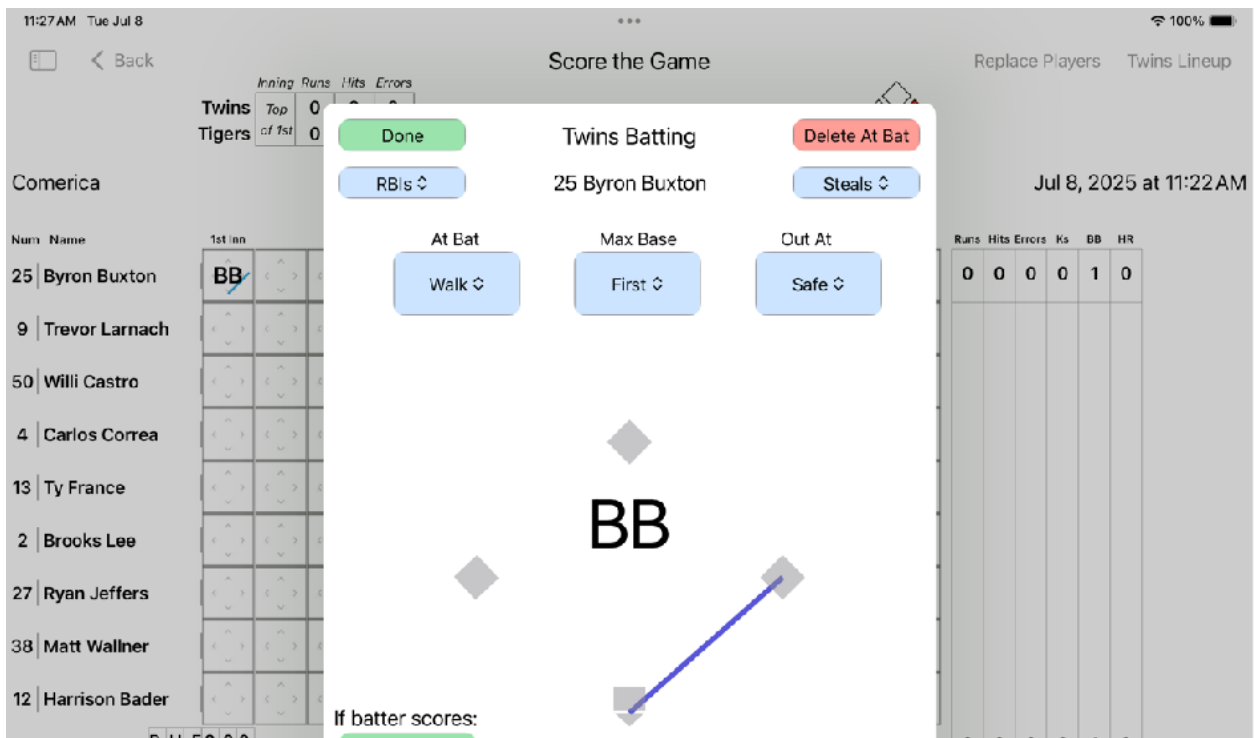 11:27 AM Tue Jul 8
100%
Back
Score the Game
Replace Players
Twins Lineup
Inning Runs Hits Errors
Twins Top 0
Tigers of 1st 0
Done
Twins Batting
Delete At Bat
Comerica
RBIs
25 Byron Buxton
Steals
Jul 8, 2025 at 11:22 AM
At Bat
Max Base
Out At
Num Name 1st Inn
Runs Hits Errors Ks BB HR
Walk
First
Safe
25 Byron Buxton BB
0 0 0 0 1 0
9 Trevor Larnach
50 Willi Castro
4 Carlos Correa
13 Ty France
BB
2 Brooks Lee
27 Ryan Jeffers
38 Matt Wallner
12 Harrison Bader
If batter scores: